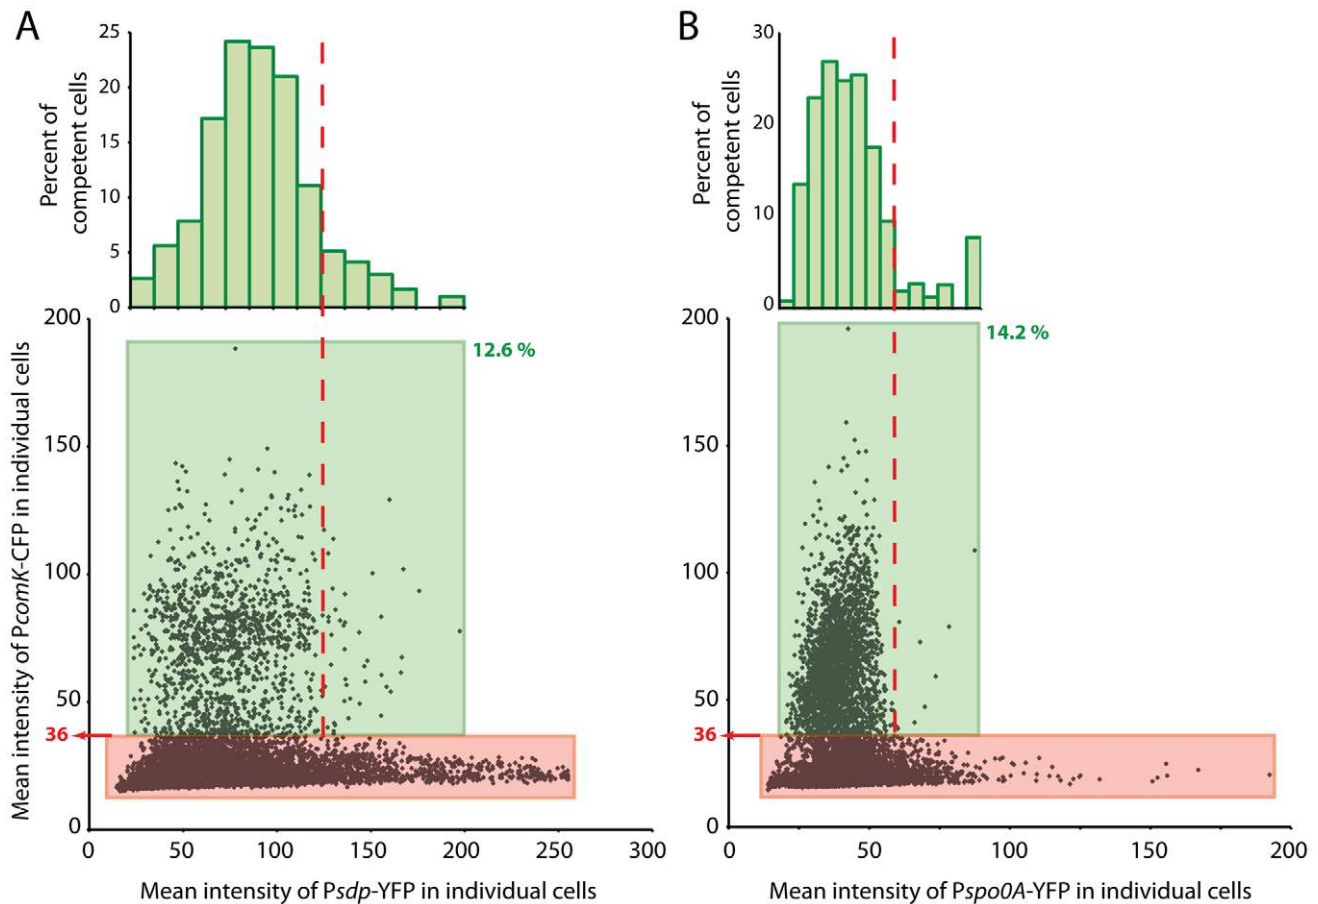 A
Percent of
competent cells
25
20
15
10
5
0
Mean intensity of PcomK-CFP in individual cells
200
150
100
50
36
0
12.6 %
0 50 100 150 200 250 300
Mean intensity of Psdp-YFP in individual cells
B
Percent of
competent cells
30
20
10
0
200
150
100
50
36
0
14.2 %
0 50 100 150 200
Mean intensity of Pspo0A-YFP in individual cells